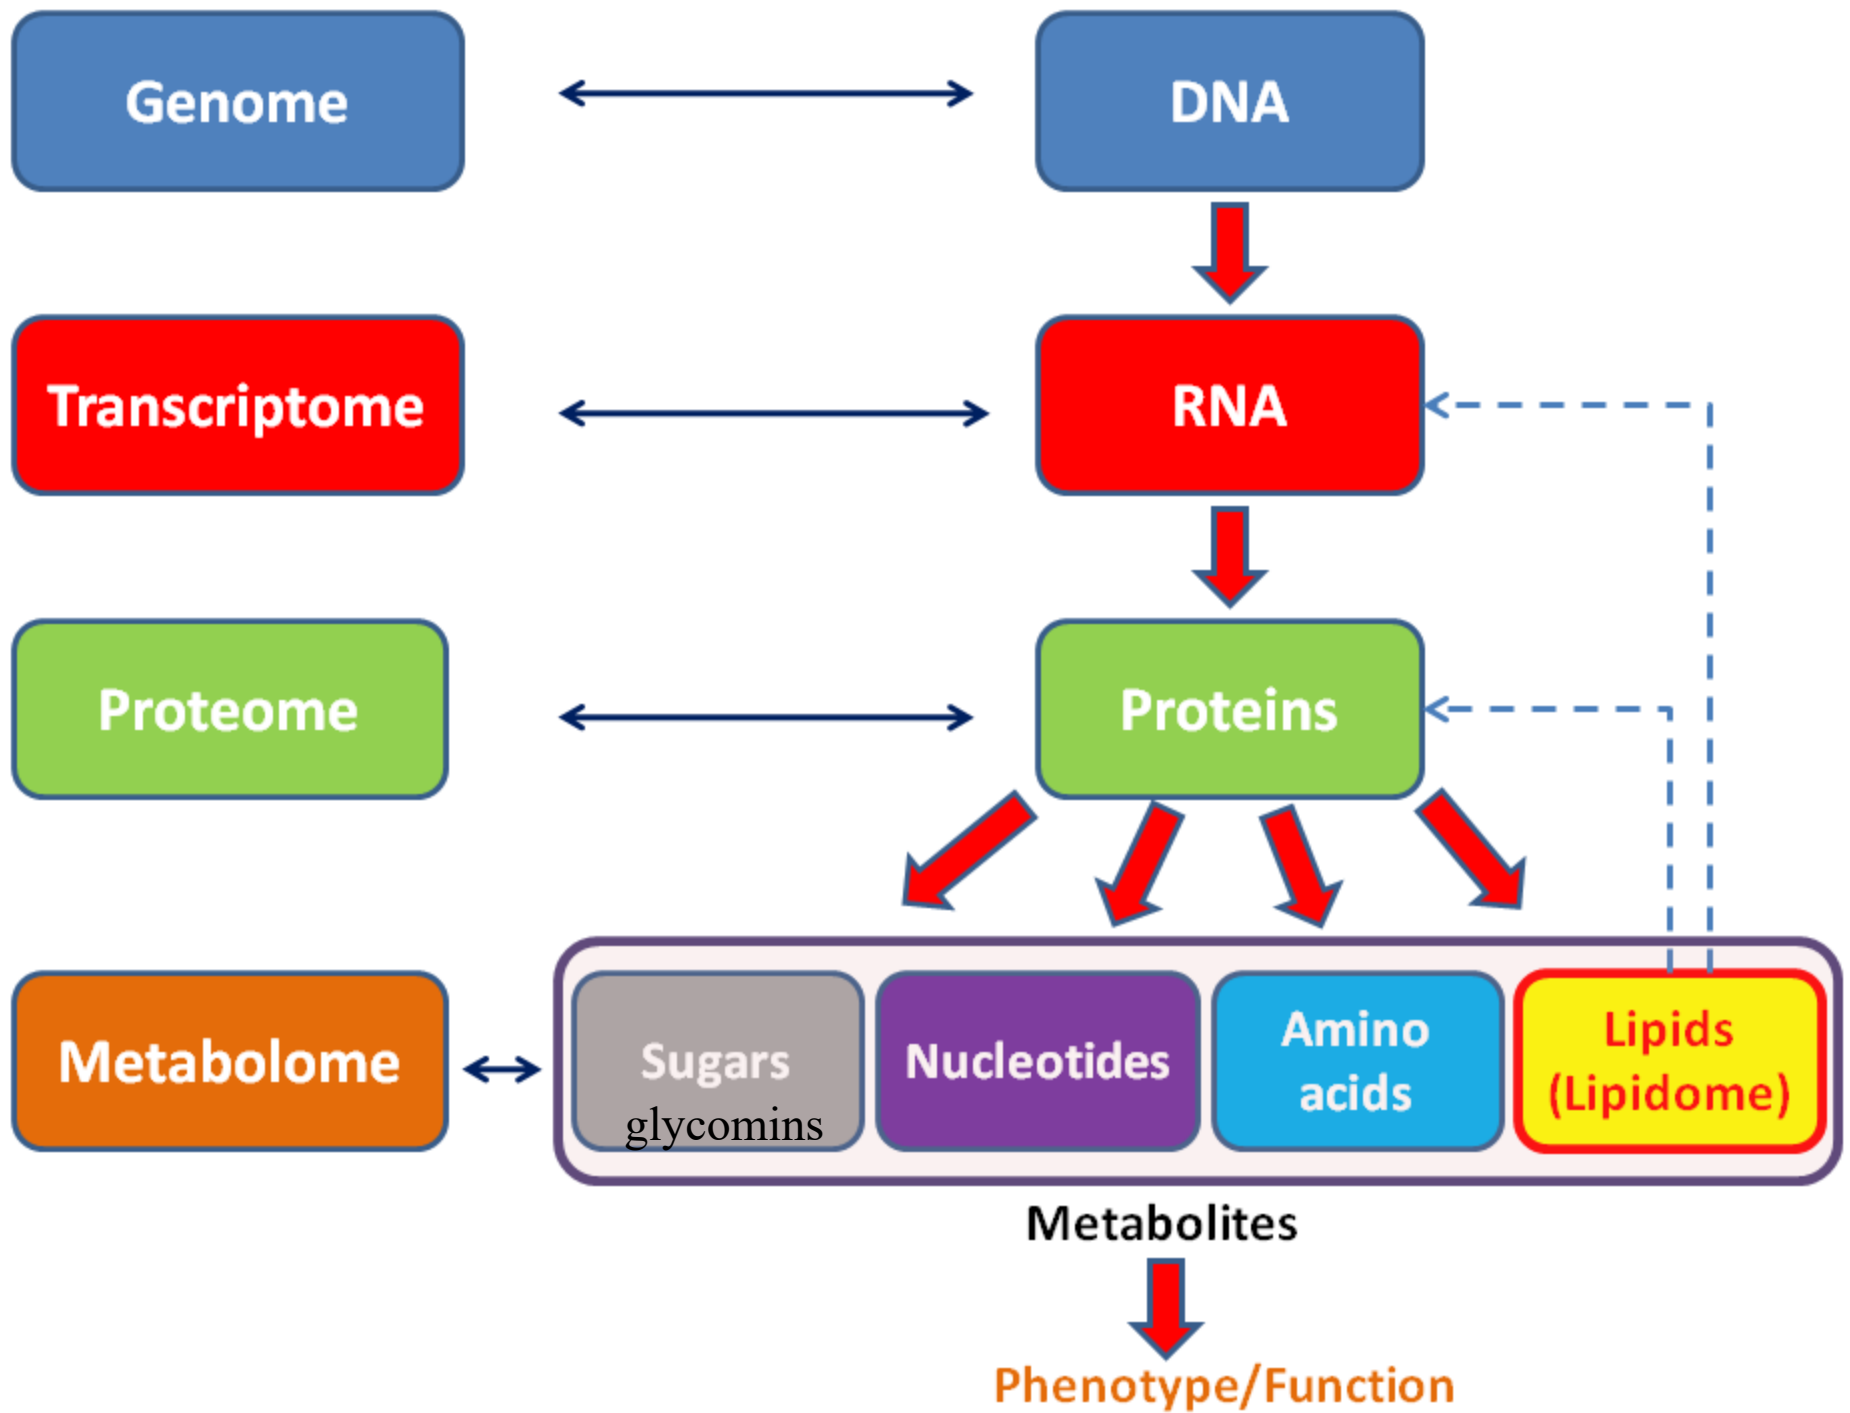 Genome
DNA
Transcriptome
RNA
Proteome
Proteins
Metabolome
Sugars
glycomins
Nucleotides
Amino
acids
Lipids
(Lipidome)
Metabolites
Phenotype/Function